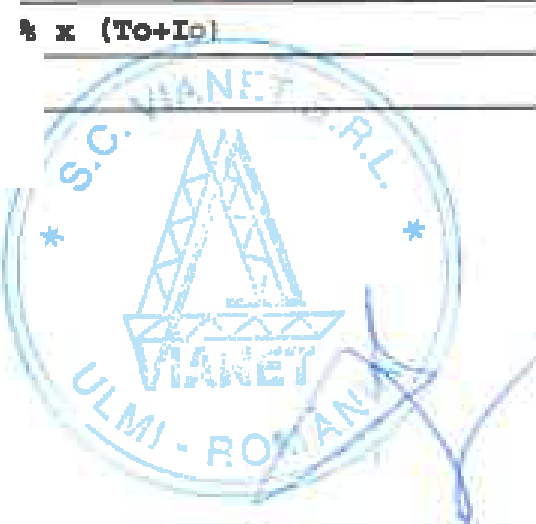 % x (To+Io)
S.C. VIANET S.R.L.
* *
VIANET
ULMI - ROMANIA